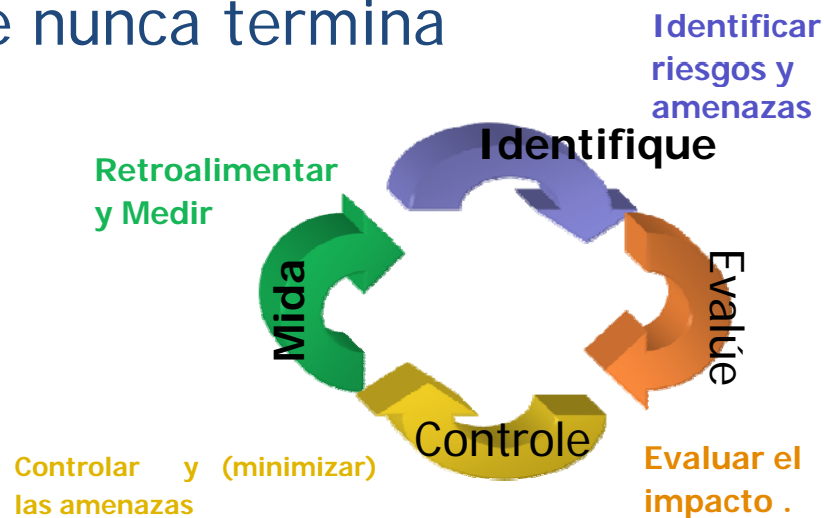 e nunca termina
Identificar
riesgos y
amenazas
Identifique
Retroalimentar
y Medir
Evalúe
Mida
Controle
Evaluar el
impacto .
Controlar y (minimizar)
las amenazas